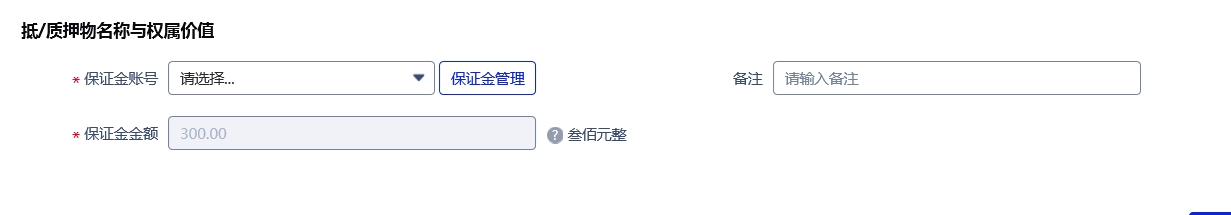 抵/质押物名称与权属价值
* 保证金账号 请选择... 保证金管理 备注 请输入备注
* 保证金金额 300.00 ? 叁佰元整